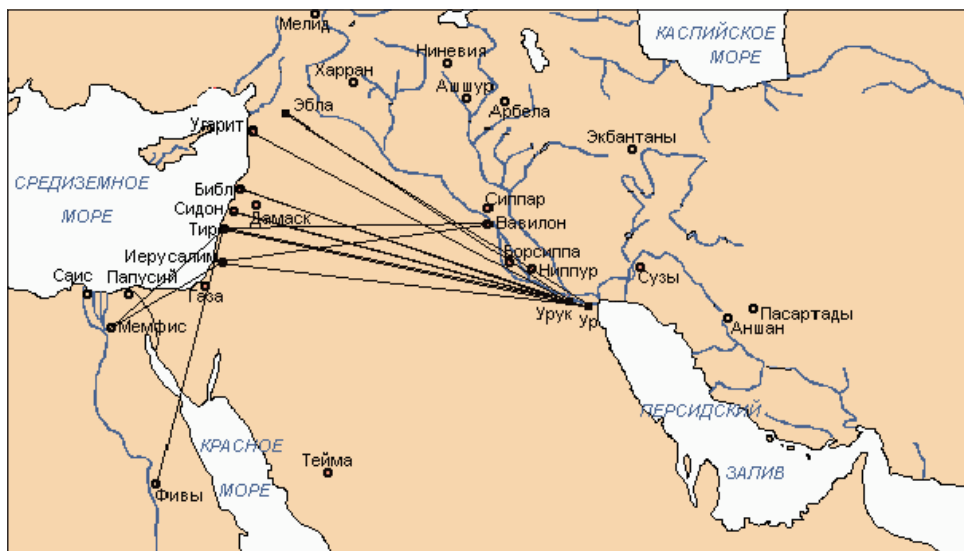 Мелид
КАСПИЙСКОЕ
МОРЕ
Ниневия
Харран
Ашшур
Арбела
Эбла
Угарит
Экбантаны
СРЕДИЗЕМНОЕ
МОРЕ
Библ
Сиппар
Сидон
Дамаск
Тир
Вавилон
Иерусалим
Борсиппа
Ниппур
Саис
Папусий
Газа
Сузы
Мемфис
Урук
Ур
Пасартады
Аншан
ПЕРСИДСКИЙ
ЗАЛИВ
КРАСНОЕ
МОРЕ
Тейма
Фивы